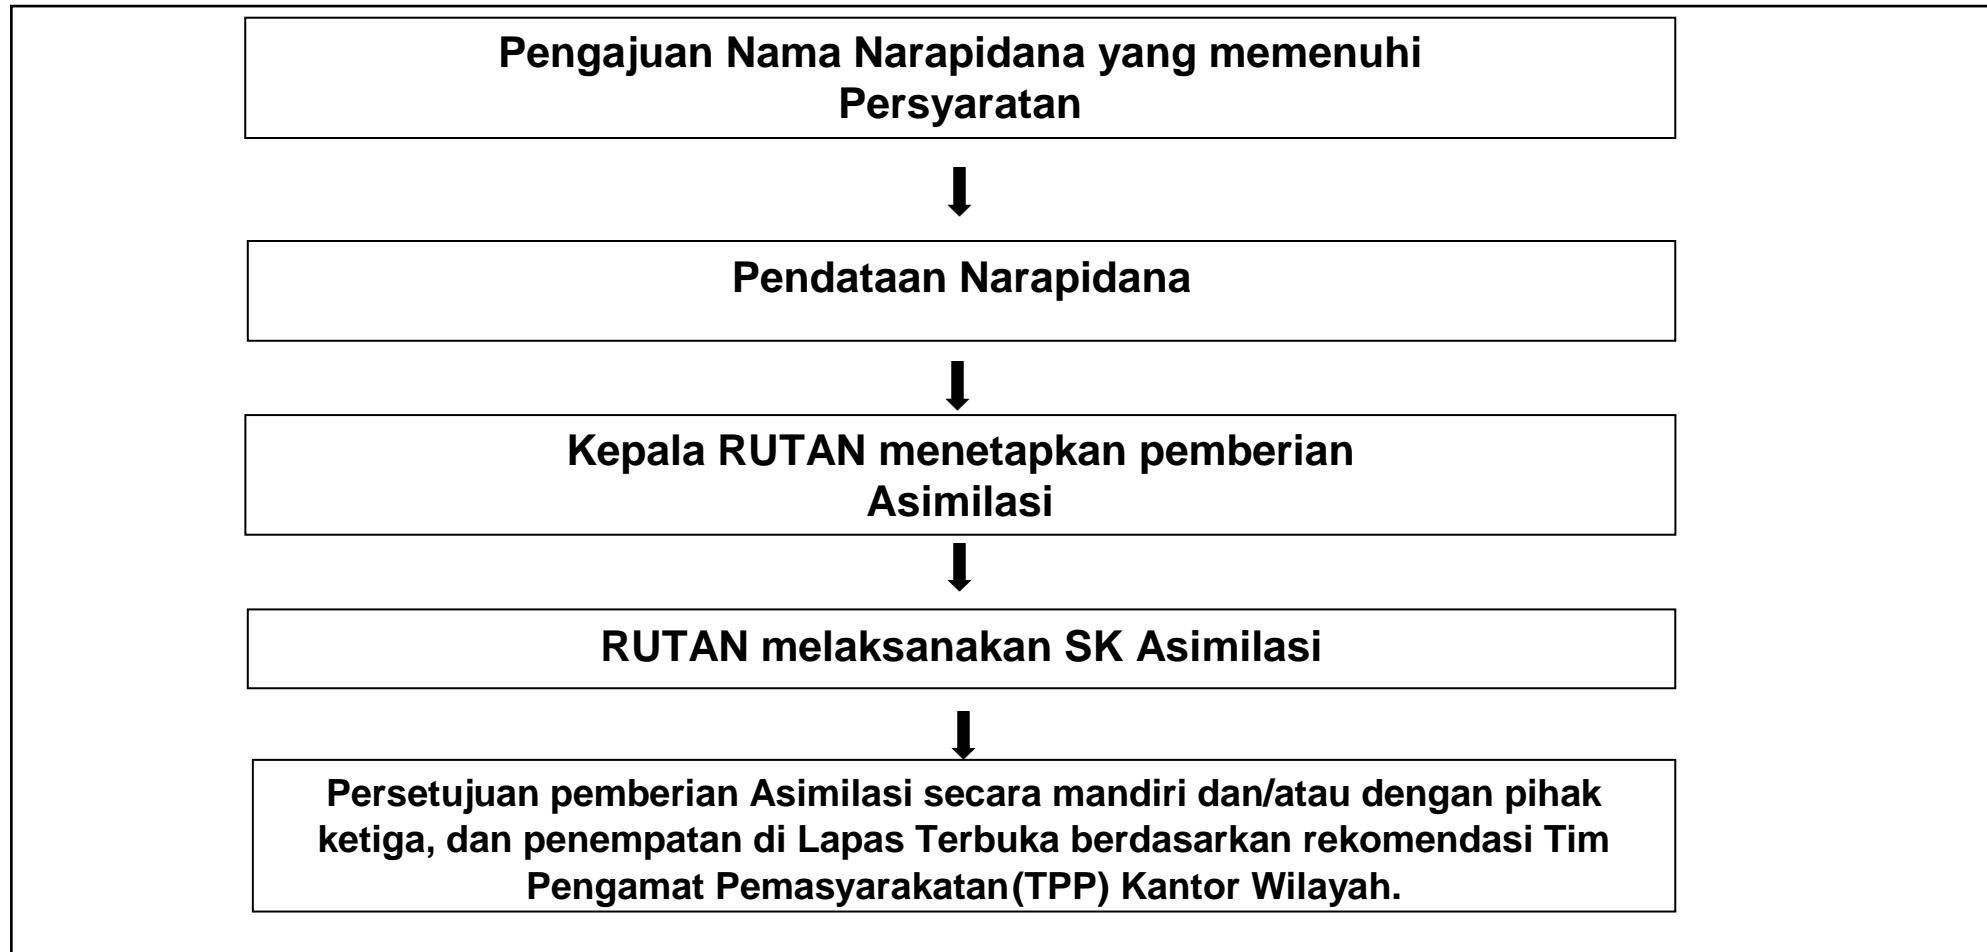 Pengajuan Nama Narapidana yang memenuhi
Persyaratan
Pendataan Narapidana
Kepala RUTAN menetapkan pemberian
Asimilasi
RUTAN melaksanakan SK Asimilasi
Persetujuan pemberian Asimilasi secara mandiri dan/atau dengan pihak
ketiga, dan penempatan di Lapas Terbuka berdasarkan rekomendasi Tim
Pengamat Pemasyarakatan(TPP) Kantor Wilayah.